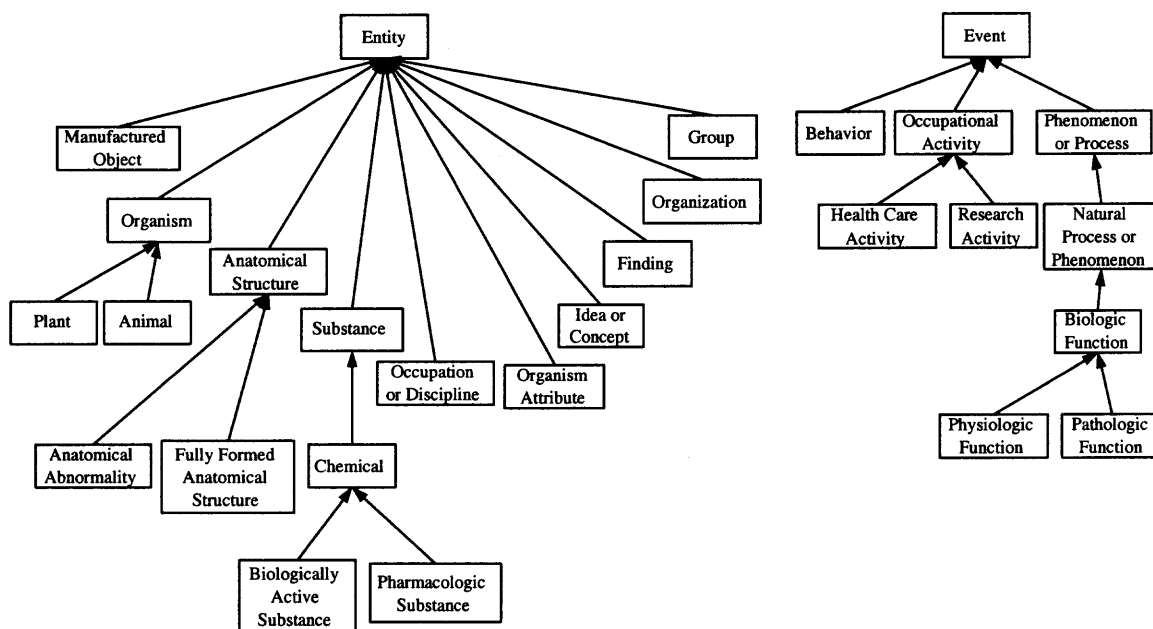 Entity
Event
Manufactured
Object
Group
Behavior
Occupational
Activity
Phenomenon
or Process
Organism
Organization
Health Care
Activity
Research
Activity
Natural
Process or
Phenomenon
Anatomical
Structure
Finding
Plant
Animal
Substance
Idea or
Concept
Biologic
Function
Occupation
or Discipline
Organism
Attribute
Physiologic
Function
Pathologic
Function
Anatomical
Abnormality
Fully Formed
Anatomical
Structure
Chemical
Biologically
Active
Substance
Pharmacologic
Substance